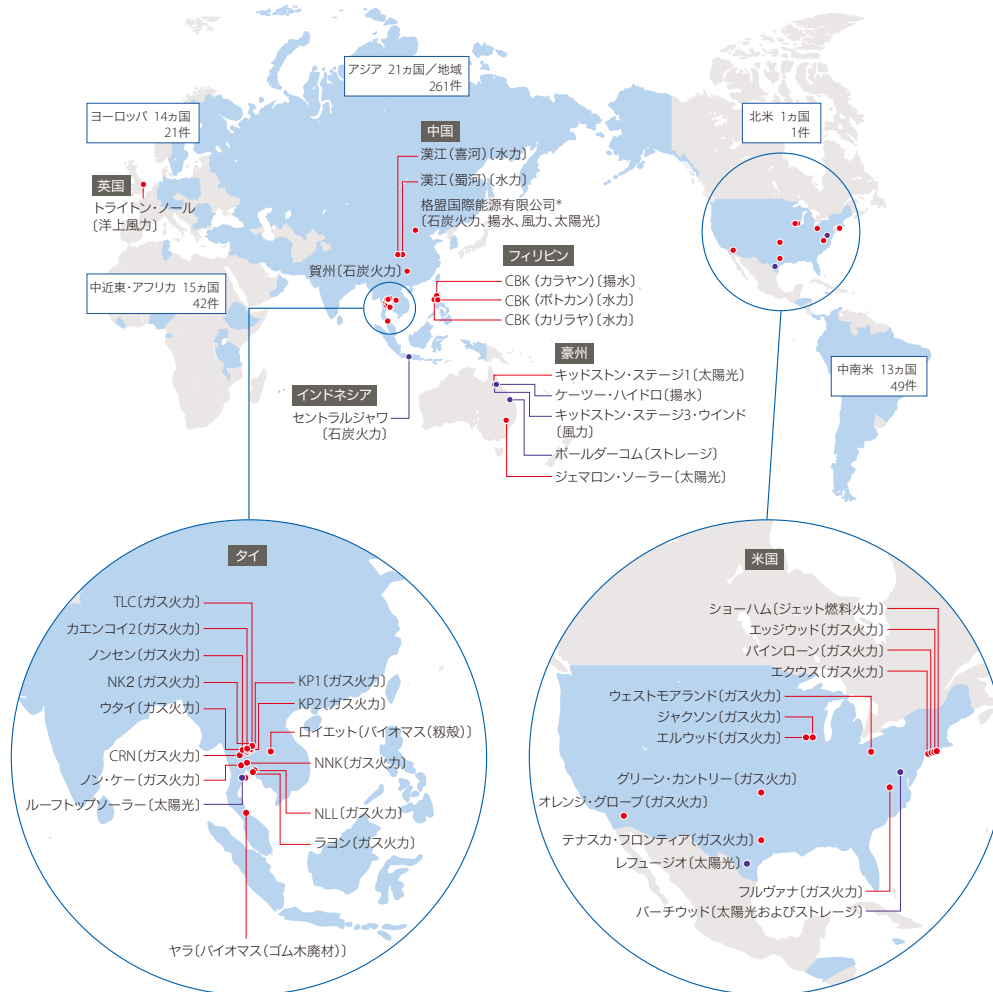 アジア 21ヵ国／地域
261件
ヨーロッパ 14ヵ国
21件
北米 1ヵ国
1件
中国
漢江（喜河）〔水力〕
漢江（蜀河）〔水力〕
格盟国際能源有限公司*
〔石炭火力、揚水、風力、太陽光〕
賀州〔石炭火力〕
英国
トライトン・ノール
〔洋上風力〕
中近東・アフリカ 15ヵ国
42件
フィリピン
CBK（カラヤン）〔揚水〕
CBK（ボトカン）〔水力〕
CBK（カリラヤ）〔水力〕
豪州
キッドストン・ステージ1〔太陽光〕
ケーツー・ハイドロ〔揚水〕
キッドストン・ステージ3・ウインド
〔風力〕
ボールダーコム〔ストレージ〕
ジェマロン・ソーラー〔太陽光〕
インドネシア
セントラルジャワ
〔石炭火力〕
中南米 13ヵ国
49件
タイ
TLC〔ガス火力〕
カエンコイ2〔ガス火力〕
ノンセン〔ガス火力〕
NK2〔ガス火力〕
ウタイ〔ガス火力〕
CRN〔ガス火力〕
ノン・ケー〔ガス火力〕
ルーフトップソーラー〔太陽光〕
KP1〔ガス火力〕
KP2〔ガス火力〕
ロイエット〔バイオマス（籾殻）〕
NNK〔ガス火力〕
NLL〔ガス火力〕
ラヨン〔ガス火力〕
ヤラ〔バイオマス（ゴム木廃材）〕
米国
ショーハム〔ジェット燃料火力〕
エッジウッド〔ガス火力〕
パインローン〔ガス火力〕
エクウス〔ガス火力〕
ウェストモアランド〔ガス火力〕
ジャクソン〔ガス火力〕
エルウッド〔ガス火力〕
グリーン・カントリー〔ガス火力〕
オレンジ・グローブ〔ガス火力〕
テナスカ・フロンティア〔ガス火力〕
レフュージオ〔太陽光〕
フルヴァナ〔ガス火力〕
バーチウッド〔太陽光およびストレージ〕